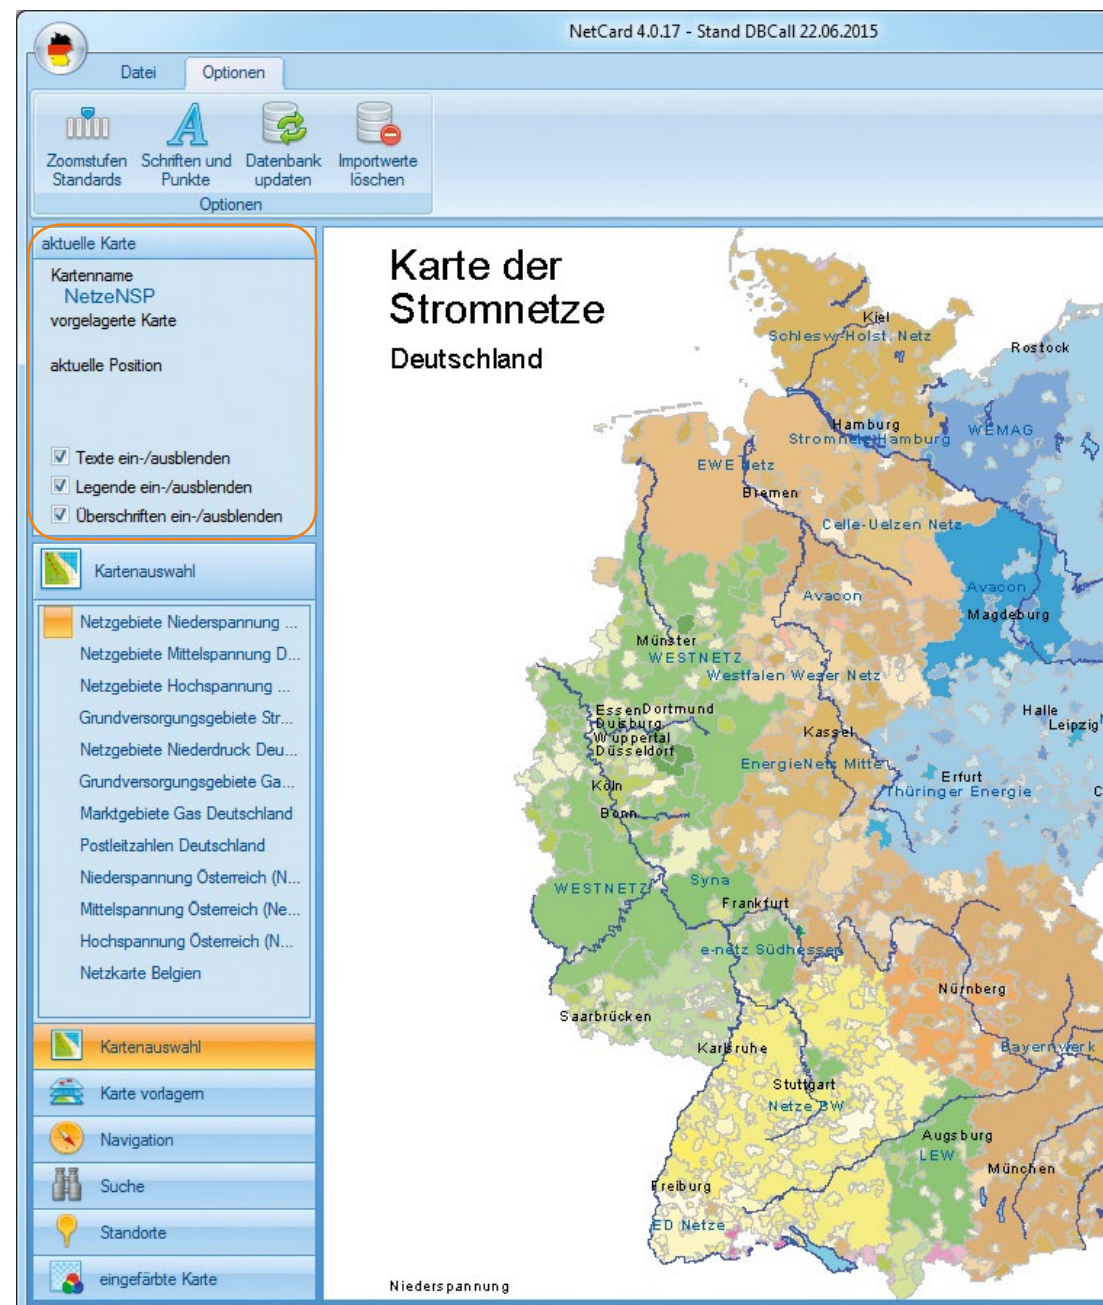 NetCard 4.0.17 - Stand DBCall 22.06.2015
Datei
Optionen
Zoomstufen Standards
Schriften und Punkte
Datenbank updaten
Importwerte löschen
Optionen
aktuelle Karte
Kartenname
NetzeNSP
vorgelagerte Karte
aktuelle Position
Texte ein-/ausblenden
Legende ein-/ausblenden
Überschriften ein-/ausblenden
Kartenauswahl
Netzgebiete Niederspannung ...
Netzgebiete Mittelspannung D...
Netzgebiete Hochspannung ...
Grundversorgungsgebiete Str...
Netzgebiete Niederdruck Deu...
Grundversorgungsgebiete Ga...
Marktgebiete Gas Deutschland
Postleitzahlen Deutschland
Niederspannung Österreich (N...
Mittelspannung Österreich (Ne...
Hochspannung Österreich (N...
Netzkarte Belgien
Kartenauswahl
Karte vorlagern
Navigation
Suche
Standorte
eingefärbte Karte
Karte der
Stromnetze
Deutschland
Kiel
Schlesw.-Holst. Netz
Rostock
Hamburg
Stromnetz Hamburg
WEMAG
EWE Netz
Bremen
Celle-Uelzen Netz
Avacon
Avacon
Magdeburg
Münster
WESTNETZ
Westfalen Weser Netz
Essen
Dortmund
Duisburg
Wuppertal
Düsseldorf
Kassel
Halle
Leipzig
EnergieNetz Mitte
Erfurt
Thüringer Energie
C
Köln
Bonn
WESTNETZ
Syna
Frankfurt
e-netz Südhessen
Nürnberg
Saarbrücken
Karlsruhe
Bayernwerk
Stuttgart
Netze BW
Augsburg
LEW
München
Freiburg
ED Netze
Niederspannung